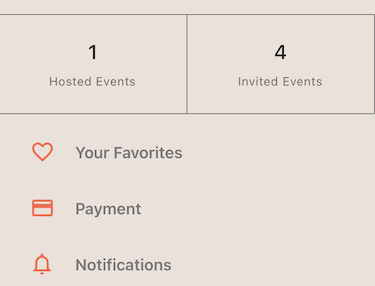 1
4
Hosted Events
Invited Events
Your Favorites
Payment
Notifications